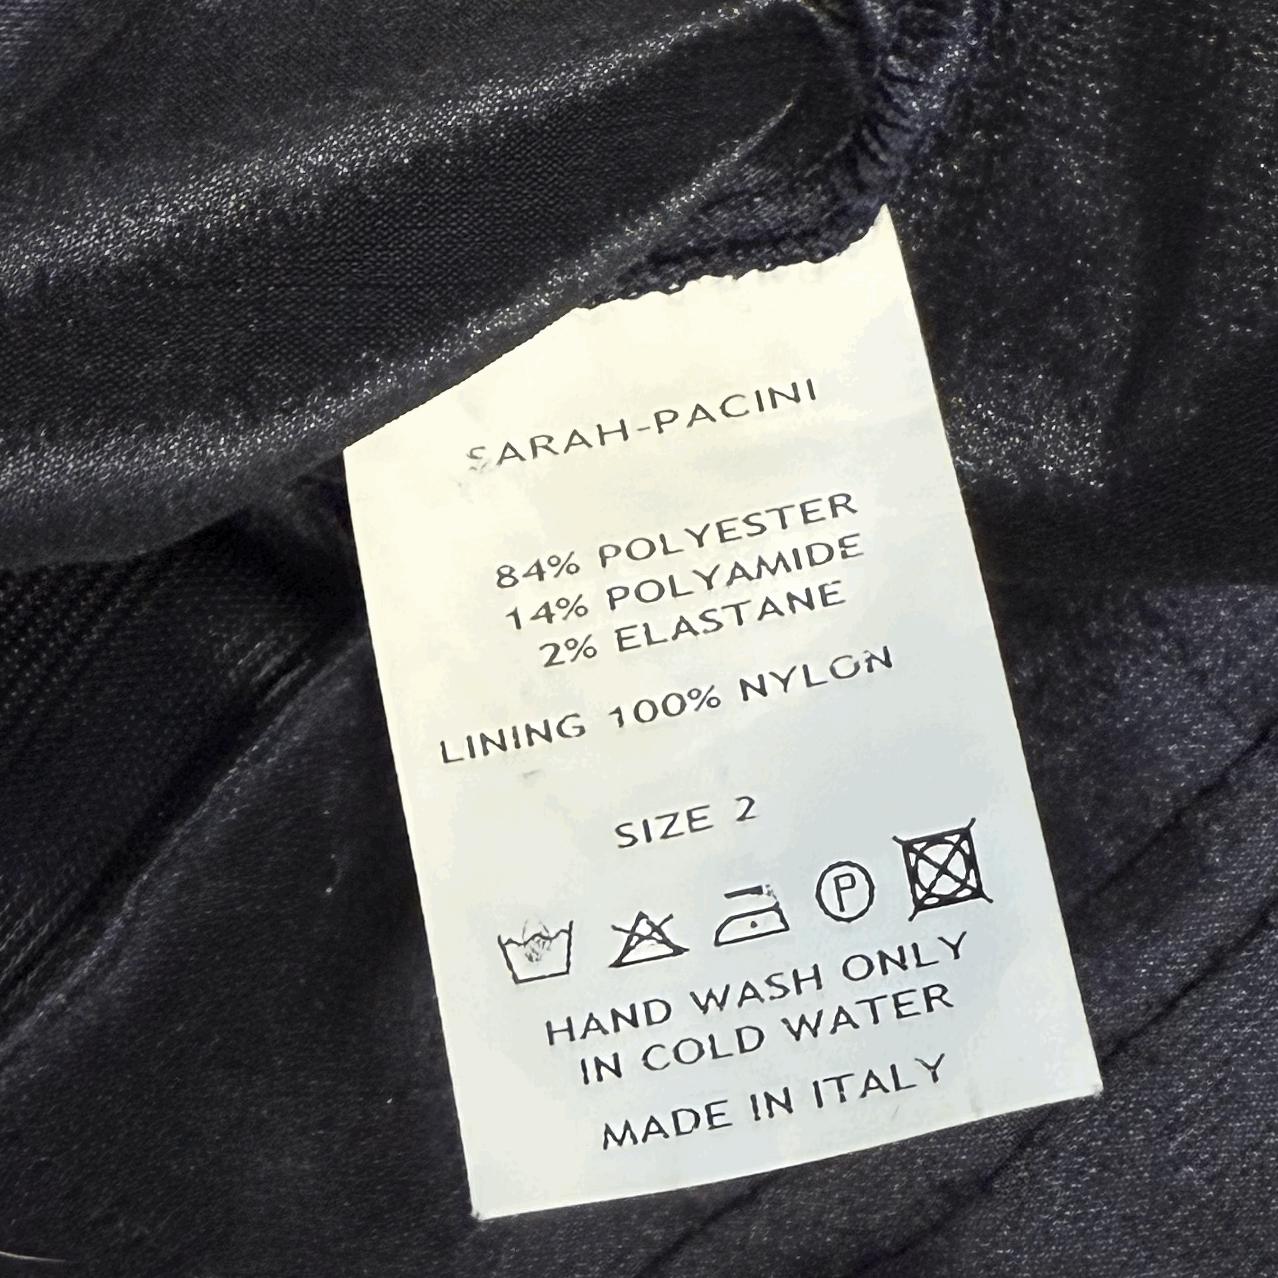 SARAH-PACINI
84% POLYESTER
14% POLYAMIDE
2% ELASTANE
LINING 100% NYLON
SIZE 2
P
HAND WASH ONLY
IN COLD WATER
MADE IN ITALY